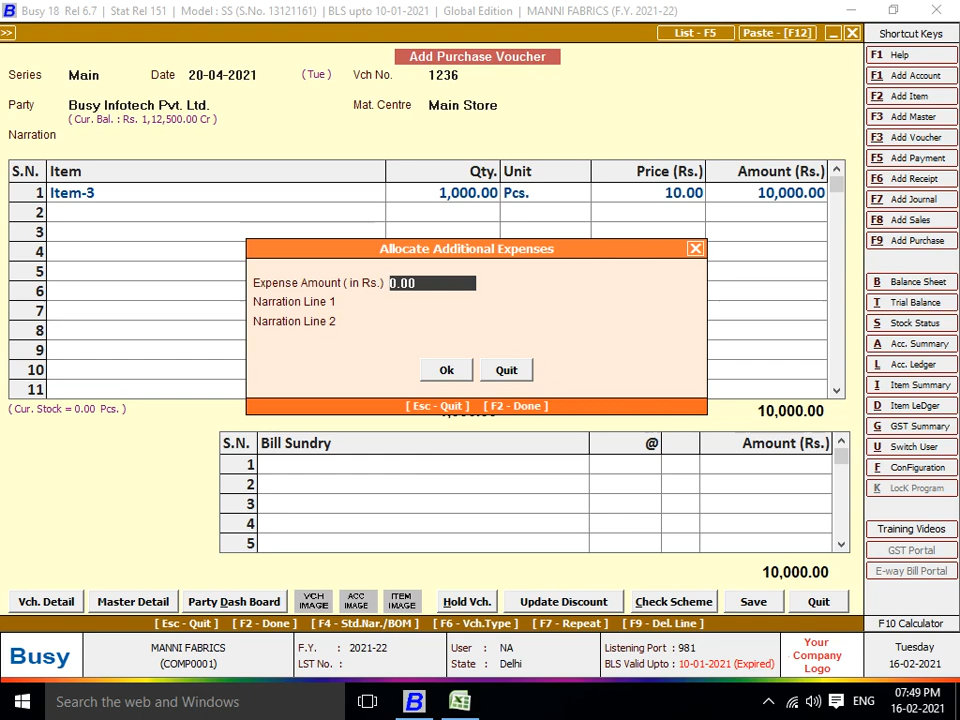 Busy 18 Rel 6.7 | Stat Rel 151 | Model : SS (S.No. 13121161) |BLS upto 10-01-2021 | Global Edition | MANNI FABRICS (F.Y. 2021-22)
>> List - F5 Paste - [F12]
Shortcut Keys
Add Purchase Voucher
Series Main Date 20-04-2021 (Tue) Vch No. 1236
Party Busy Infotech Pvt. Ltd. Mat. Centre Main Store
( Cur. Bal. : Rs. 1,12,500.00 Cr )
Narration
S.N. Item Qty. Unit Price (Rs.) Amount (Rs.)
1 Item-3 1,000.00 Pcs. 10.00 10,000.00
2
3
4
5
6
7
8
9
10
11
Allocate Additional Expenses
Expense Amount ( in Rs.) 0.00
Narration Line 1
Narration Line 2
Ok Quit
[ Esc - Quit ] [ F2 - Done ]
( Cur. Stock = 0.00 Pcs. ) 10,000.00
S.N. Bill Sundry @ Amount (Rs.)
1
2
3
4
5
10,000.00
Vch. Detail Master Detail Party Dash Board VCH IMAGE ACC IMAGE ITEM IMAGE Hold Vch. Update Discount Check Scheme Save Quit
[ Esc - Quit ] [ F2 - Done ] [ F4 - Std.Nar./BOM ] [ F6 - Vch.Type ] [ F7 - Repeat ] [ F9 - Del. Line ]
F1 Help
F1 Add Account
F2 Add Item
F3 Add Master
F3 Add Voucher
F5 Add Payment
F6 Add Receipt
F7 Add Journal
F8 Add Sales
F9 Add Purchase
B Balance Sheet
T Trial Balance
S Stock Status
A Acc. Summary
L Acc. Ledger
I Item Summary
D Item LeDger
G GST Summary
U Switch User
F ConFiguration
K LocK Program
Training Videos
GST Portal
E-way Bill Portal
F10 Calculator
Busy
MANNI FABRICS
(COMP0001)
F.Y. : 2021-22
LST No. :
User : NA
State : Delhi
Listening Port : 981
BLS Valid Upto : 10-01-2021 (Expired)
Your
Company
Logo
Tuesday
16-02-2021
Search the web and Windows
ENG
07:49 PM
16-02-2021